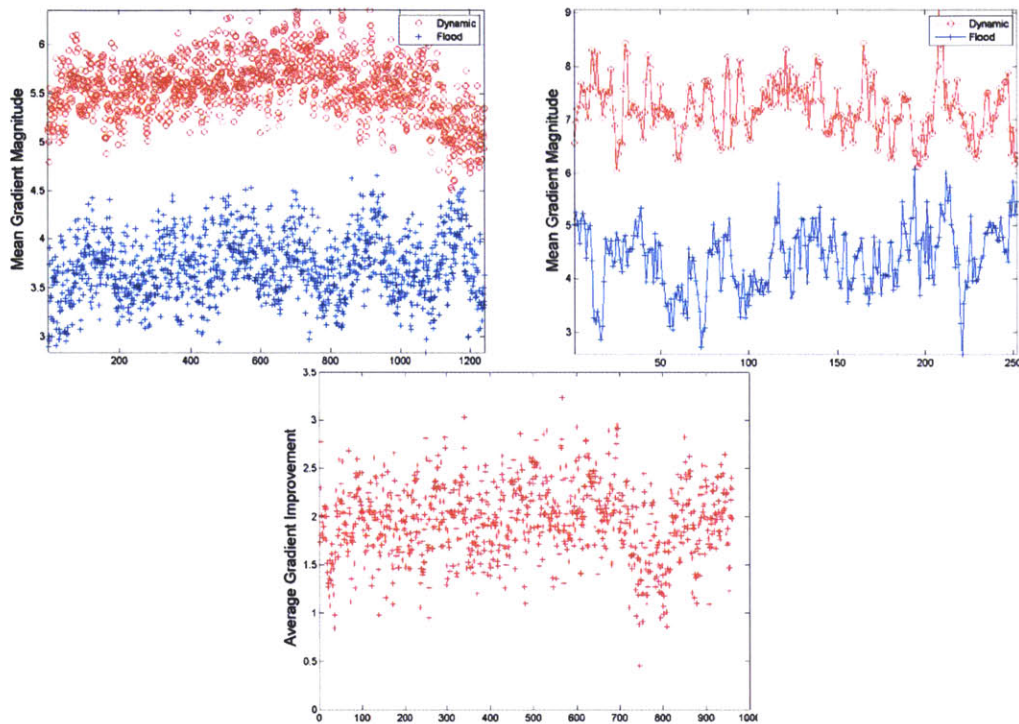 Mean Gradient Magnitude
6
5.5
5
4.5
4
3.5
3
200 400 600 800 1000 1200
Dynamic
Flood
Mean Gradient Magnitude
9
8
7
6
5
4
3
50 100 150 200 250
Dynamic
Flood
Average Gradient Improvement
3.5
3
2.5
2
1.5
1
0.5
0
0 100 200 300 400 500 600 700 800 900 1000